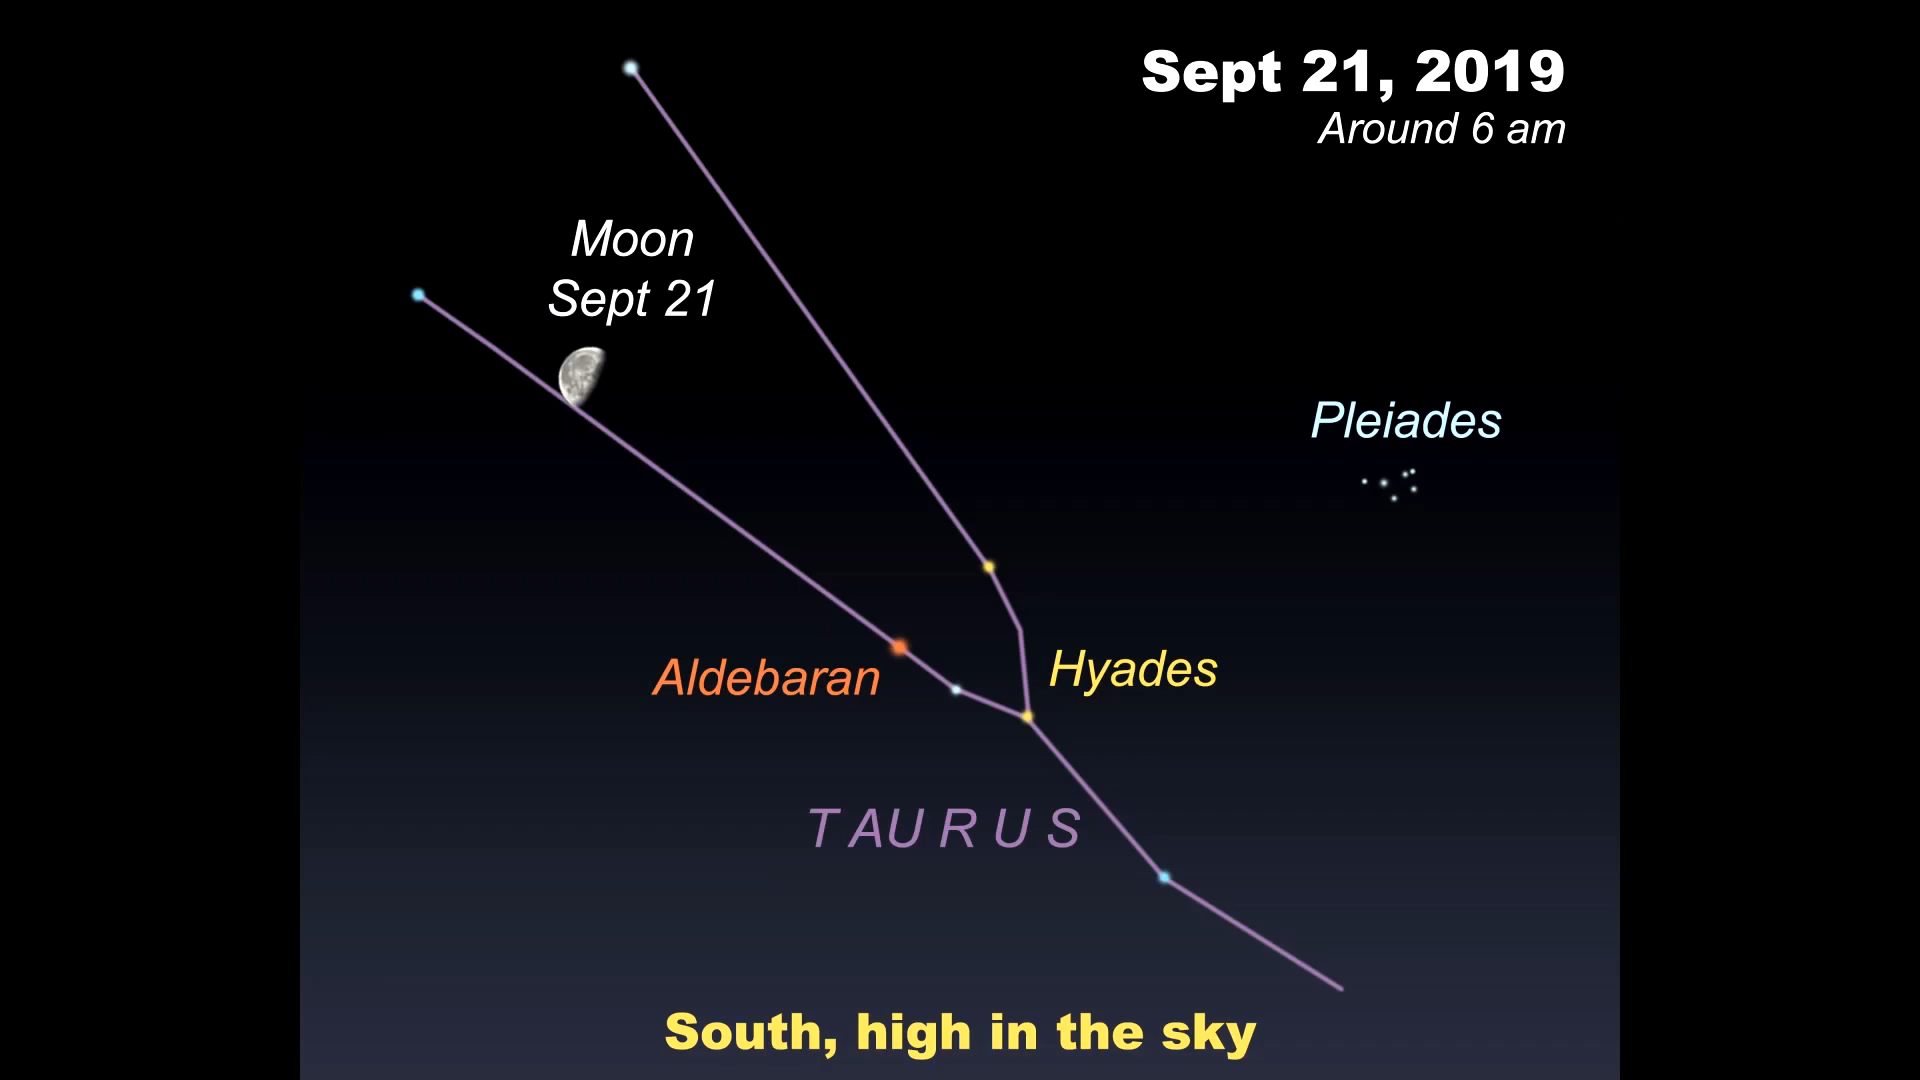 Sept 21, 2019
Around 6 am
Moon
Sept 21
Pleiades
Hyades
Aldebaran
TAURUS
South, high in the sky